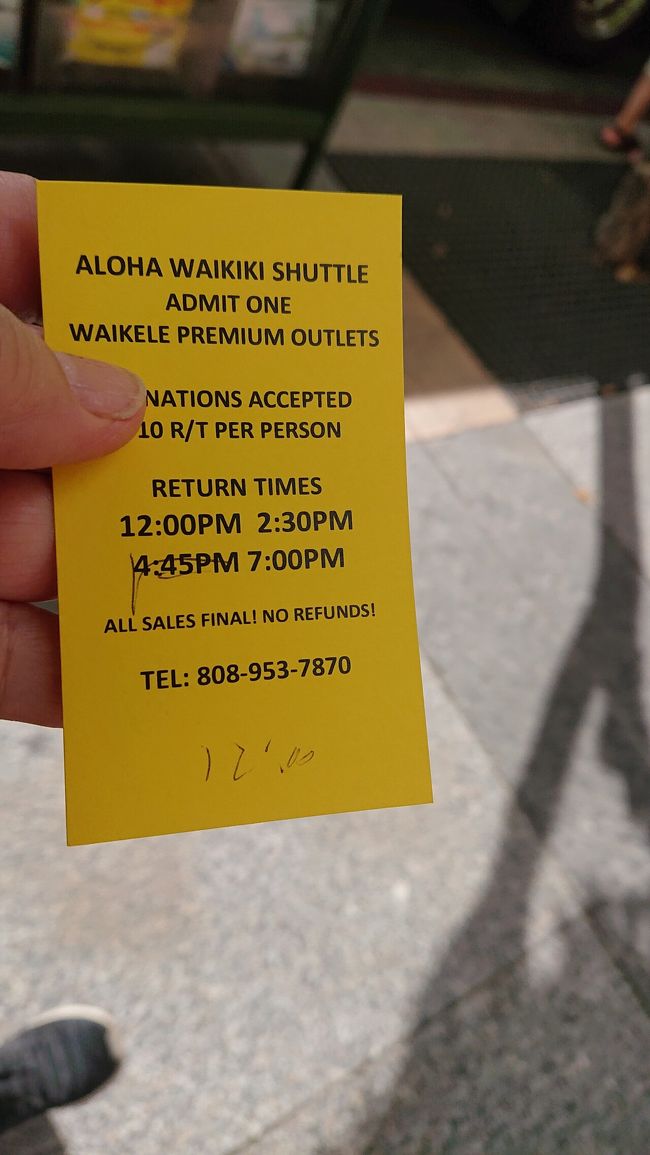 ALOHA WAIKIKI SHUTTLE
ADMIT ONE
WAIKELE PREMIUM OUTLETS
NATIONS ACCEPTED
10 R/T PER PERSON
RETURN TIMES
12:00PM 2:30PM
4:45PM 7:00PM
ALL SALES FINAL! NO REFUNDS!
TEL: 808-953-7870
12:00